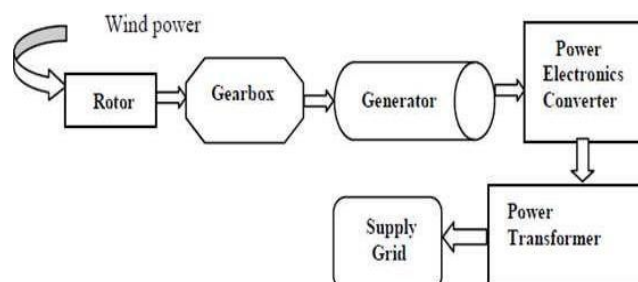 Wind power
Rotor
Gearbox
Generator
Power
Electronics
Converter
Power
Transformer
Supply
Grid